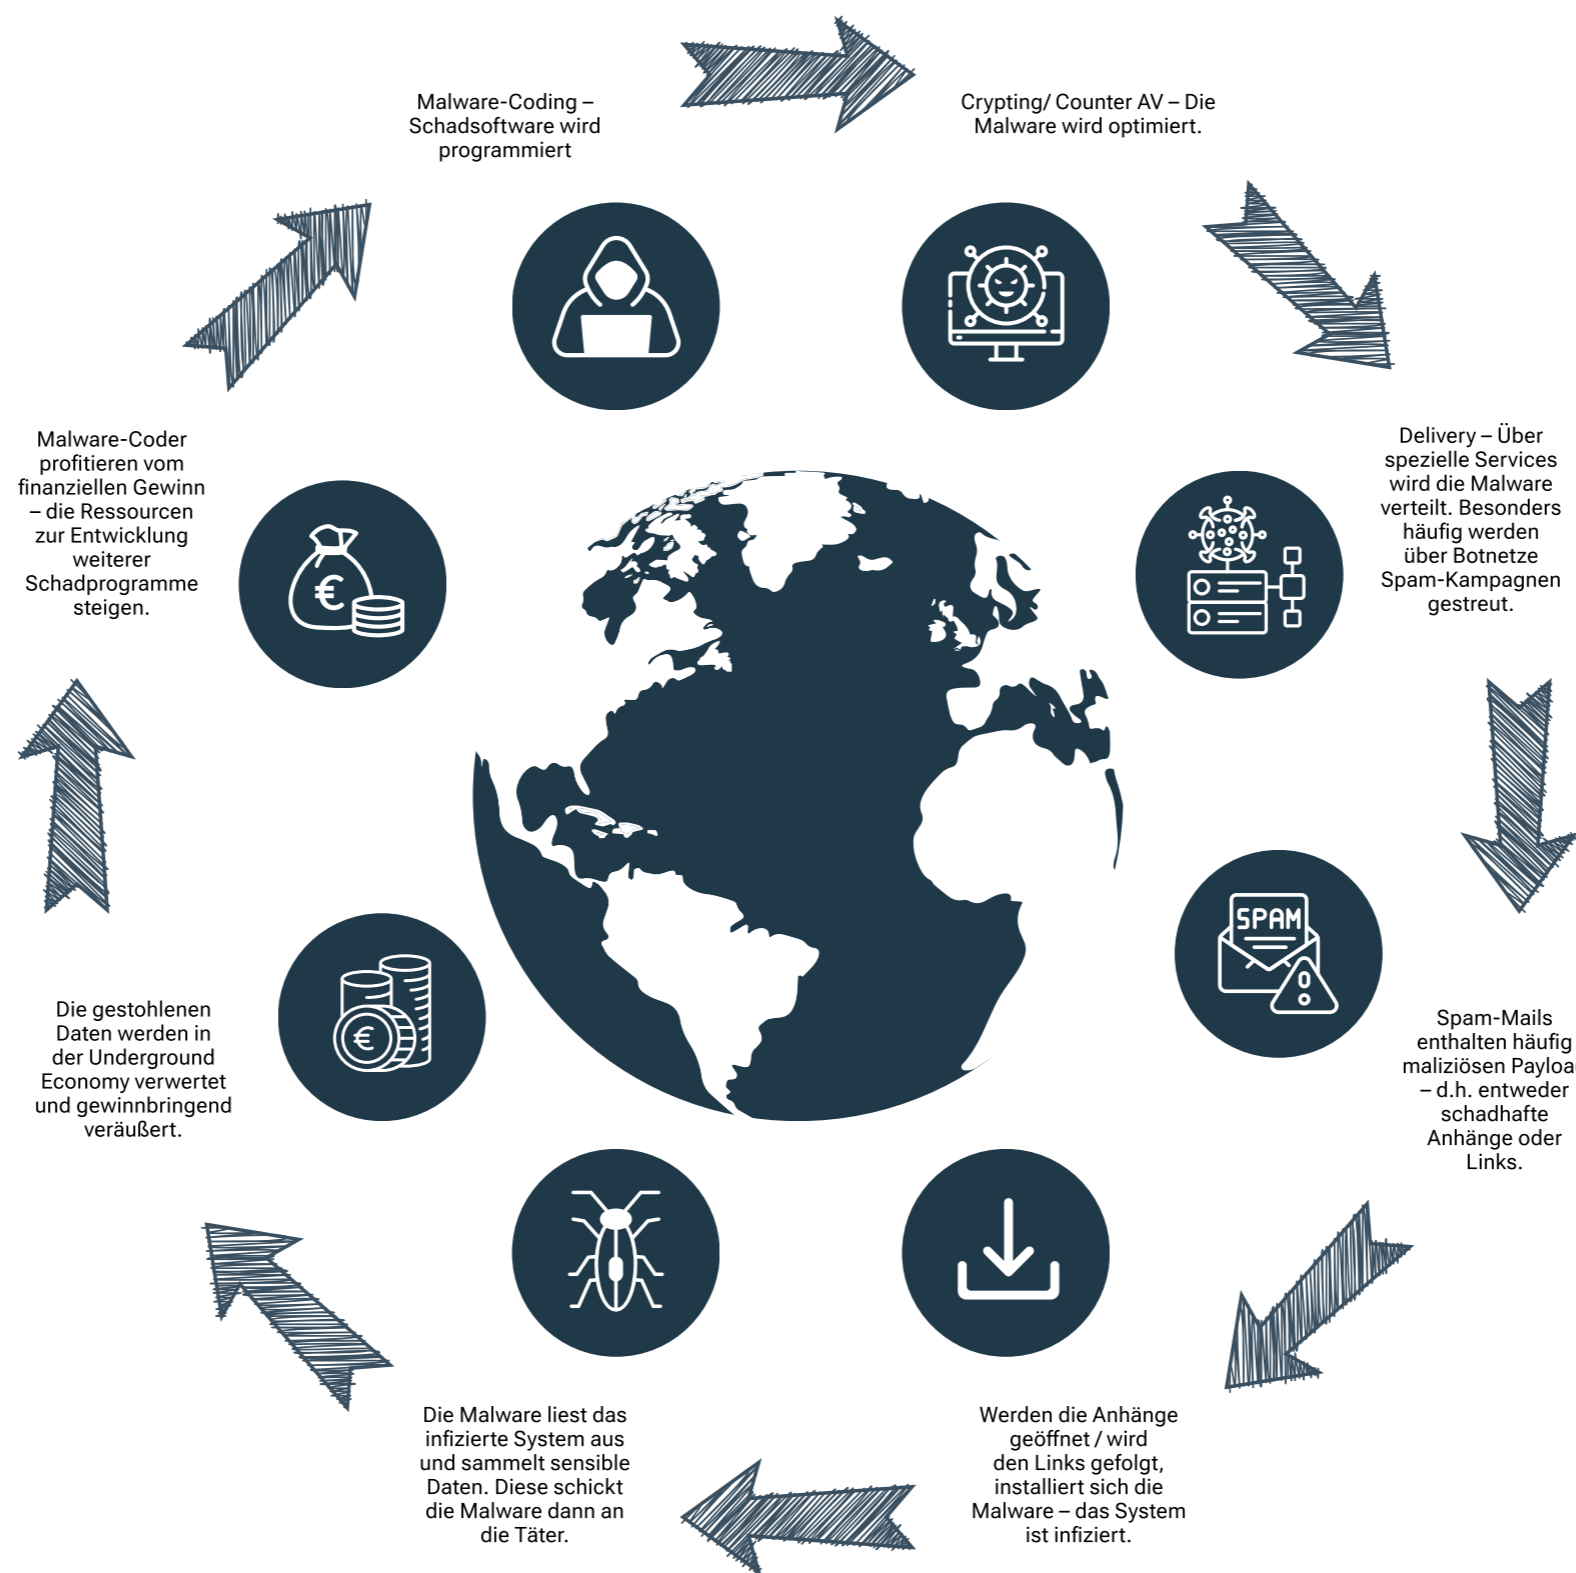 Malware-Coding –
Schadsoftware wird
programmiert
Crypting/ Counter AV – Die
Malware wird optimiert.
Delivery – Über
spezielle Services
wird die Malware
verteilt. Besonders
häufig werden
über Botnetze
Spam-Kampagnen
gestreut.
SPAM
Spam-Mails
enthalten häufig
maliziösen
– d.h. entweder
schadhafte
Anhänge oder
Links.
Werden die Anhänge
geöffnet / wird
den Links gefolgt,
installiert sich die
Malware – das System
ist infiziert.
Die Malware liest das
infizierte System aus
und sammelt sensible
Daten. Diese schickt
die Malware dann an
die Täter.
Die gestohlenen
Daten werden in
der Underground
Economy verwertet
und gewinnbringend
veräußert.
€
Malware-Coder
profitieren vom
finanziellen Gewinn
– die Ressourcen
zur Entwicklung
weiterer
Schadprogramme
steigen.
€